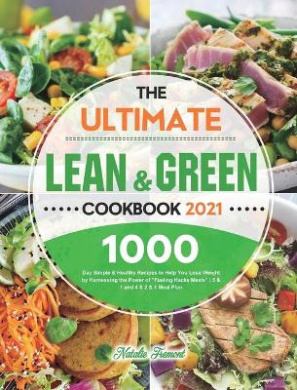 THE
ULTIMATE
LEAN & GREEN
COOKBOOK 2021
1000
Day Simple & Healthy Recipes to Help You Lose Weight
by Harnessing the Power of "Fueling Hacks Meals" | 5 &
1 and 4 & 2 & 1 Meal Plan
Natalie Fremont